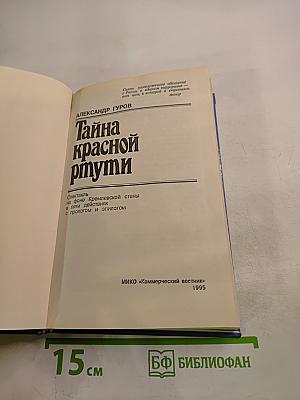 АЛЕКСАНДР ГУРОВ
Тайна
красной
ртути
Спектакль
на фоне Кремлевской стены
в пяти действиях
с прологом и эпилогом
МИКО «Коммерческий вестник»
1995
15 см
БФ БИБЛИОФАН